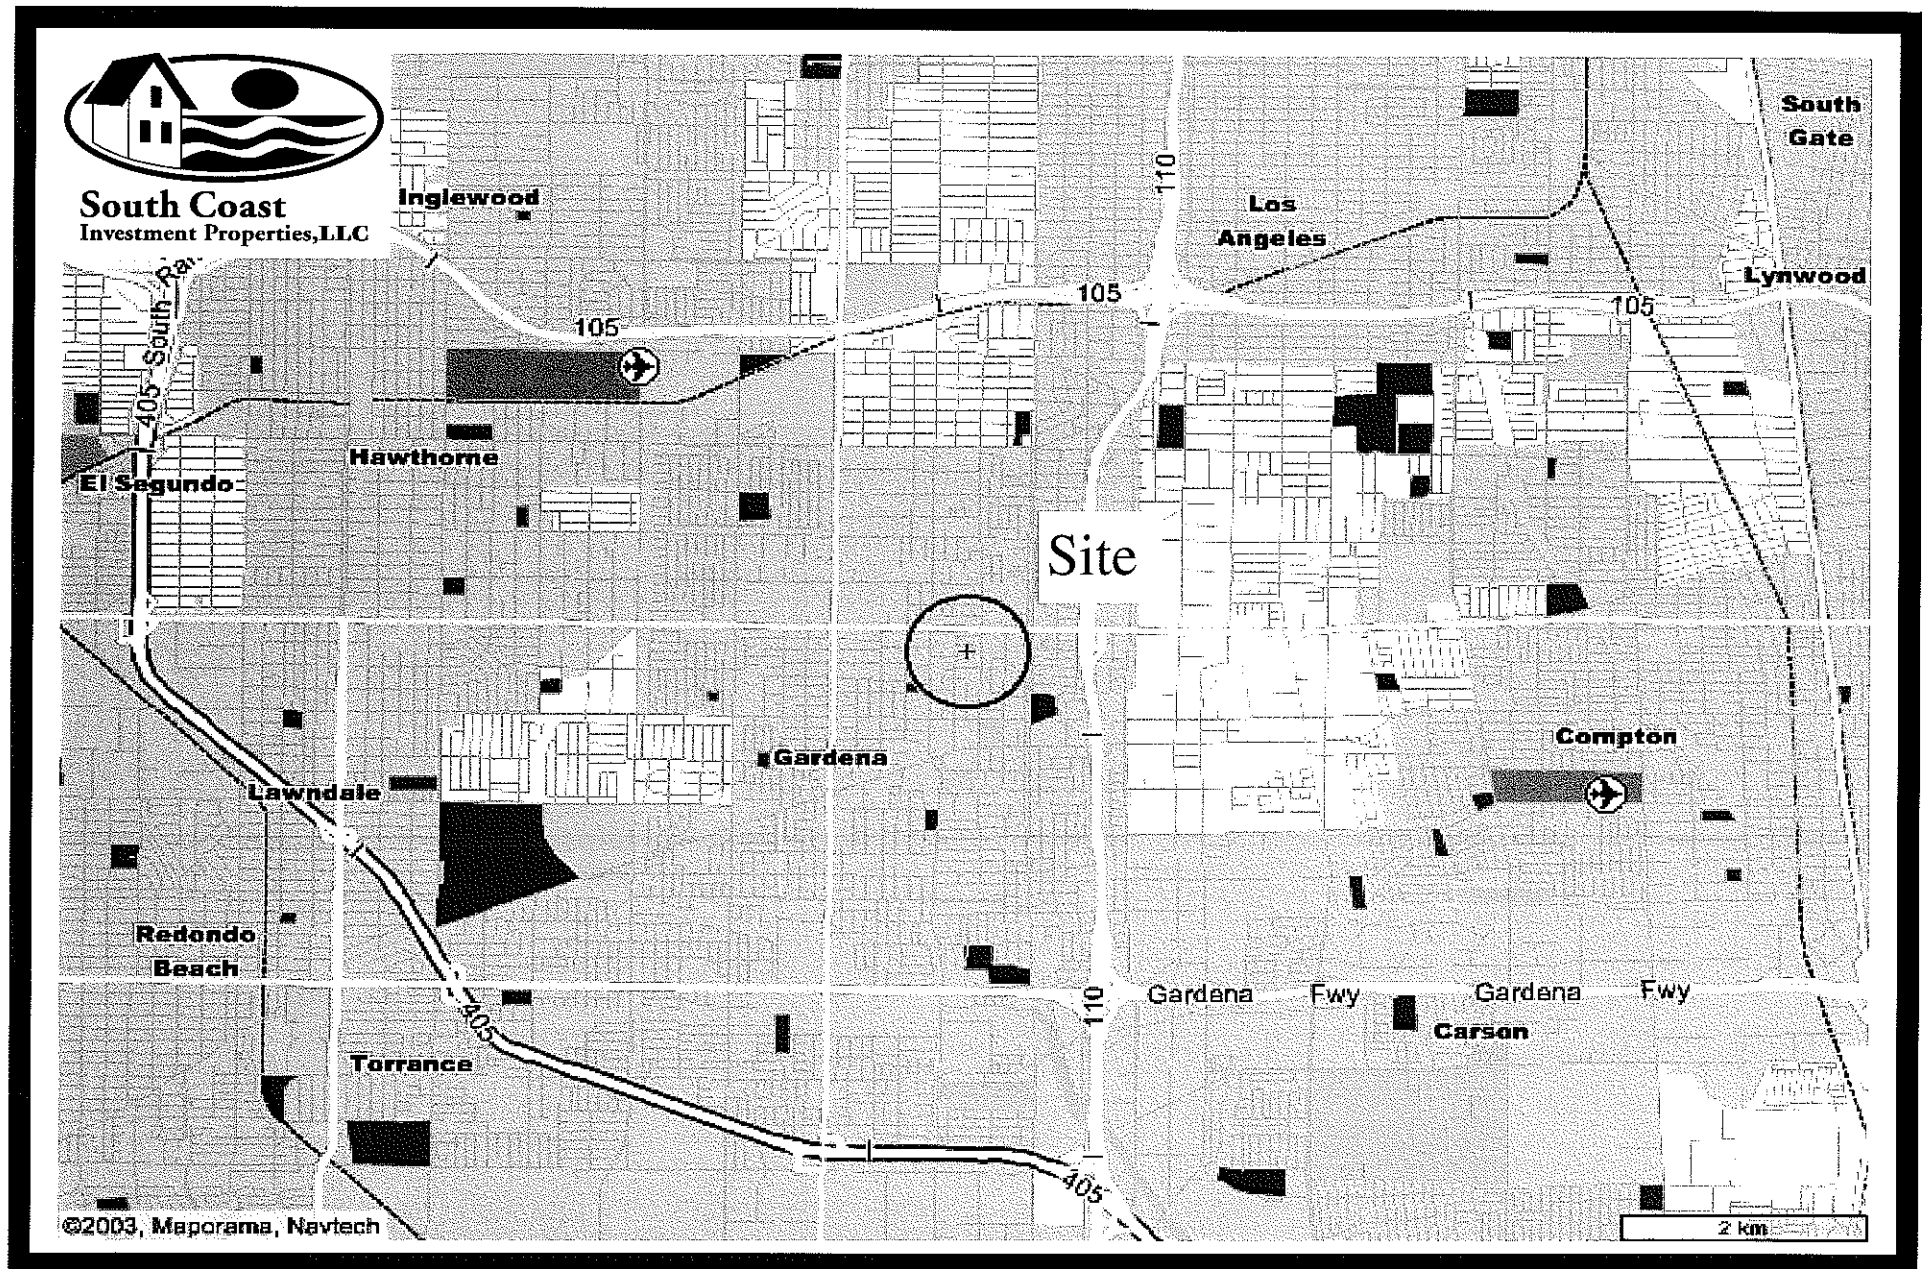 South Coast
Investment Properties,LLC
Inglewood
South
Gate
110
Los
Angeles
Lynwood
105
105
105
405 South
Hawthorne
El Segundo
Site
Compton
Gardena
Lawndale
Redondo
Beach
405
110
Gardena Fwy Gardena Fwy
Carson
Torrance
405
©2003, Maporama, Navtech
2 km